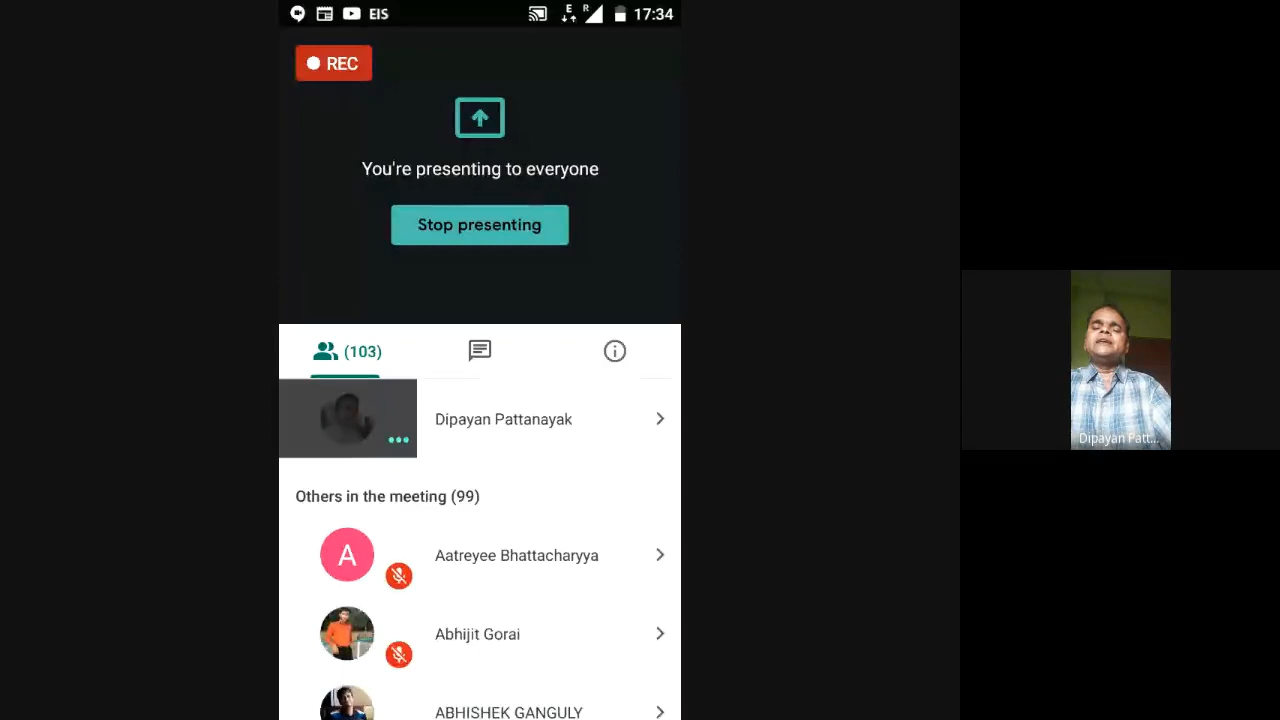 EIS
E
R
17:34
REC
You're presenting to everyone
Stop presenting
(103)
Dipayan Pattanayak
Others in the meeting (99)
A
Aatreyee Bhattacharyya
Abhijit Gorai
ABHISHEK GANGULY
Dipayan Patt...